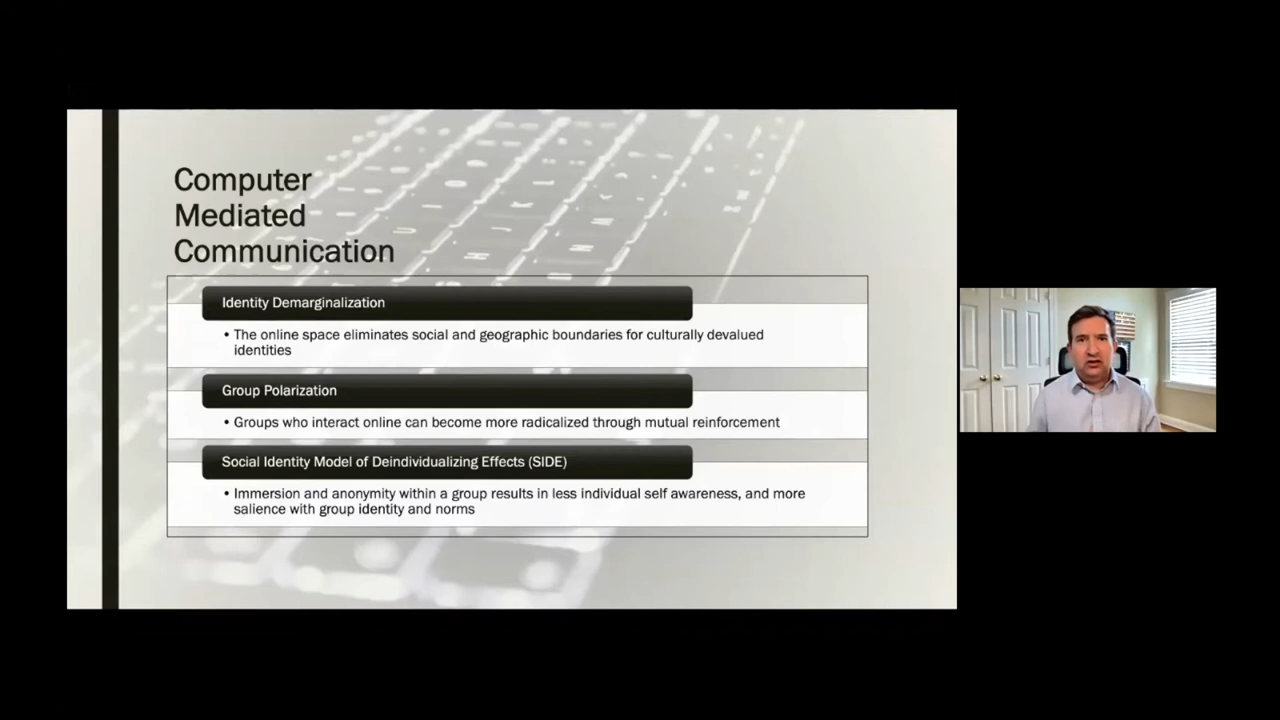 Computer
Mediated
Communication
Identity Demarginalization
• The online space eliminates social and geographic boundaries for culturally devalued
identities
Group Polarization
• Groups who interact online can become more radicalized through mutual reinforcement
Social Identity Model of Deindividualizing Effects (SIDE)
• Immersion and anonymity within a group results in less individual self awareness, and more
salience with group identity and norms